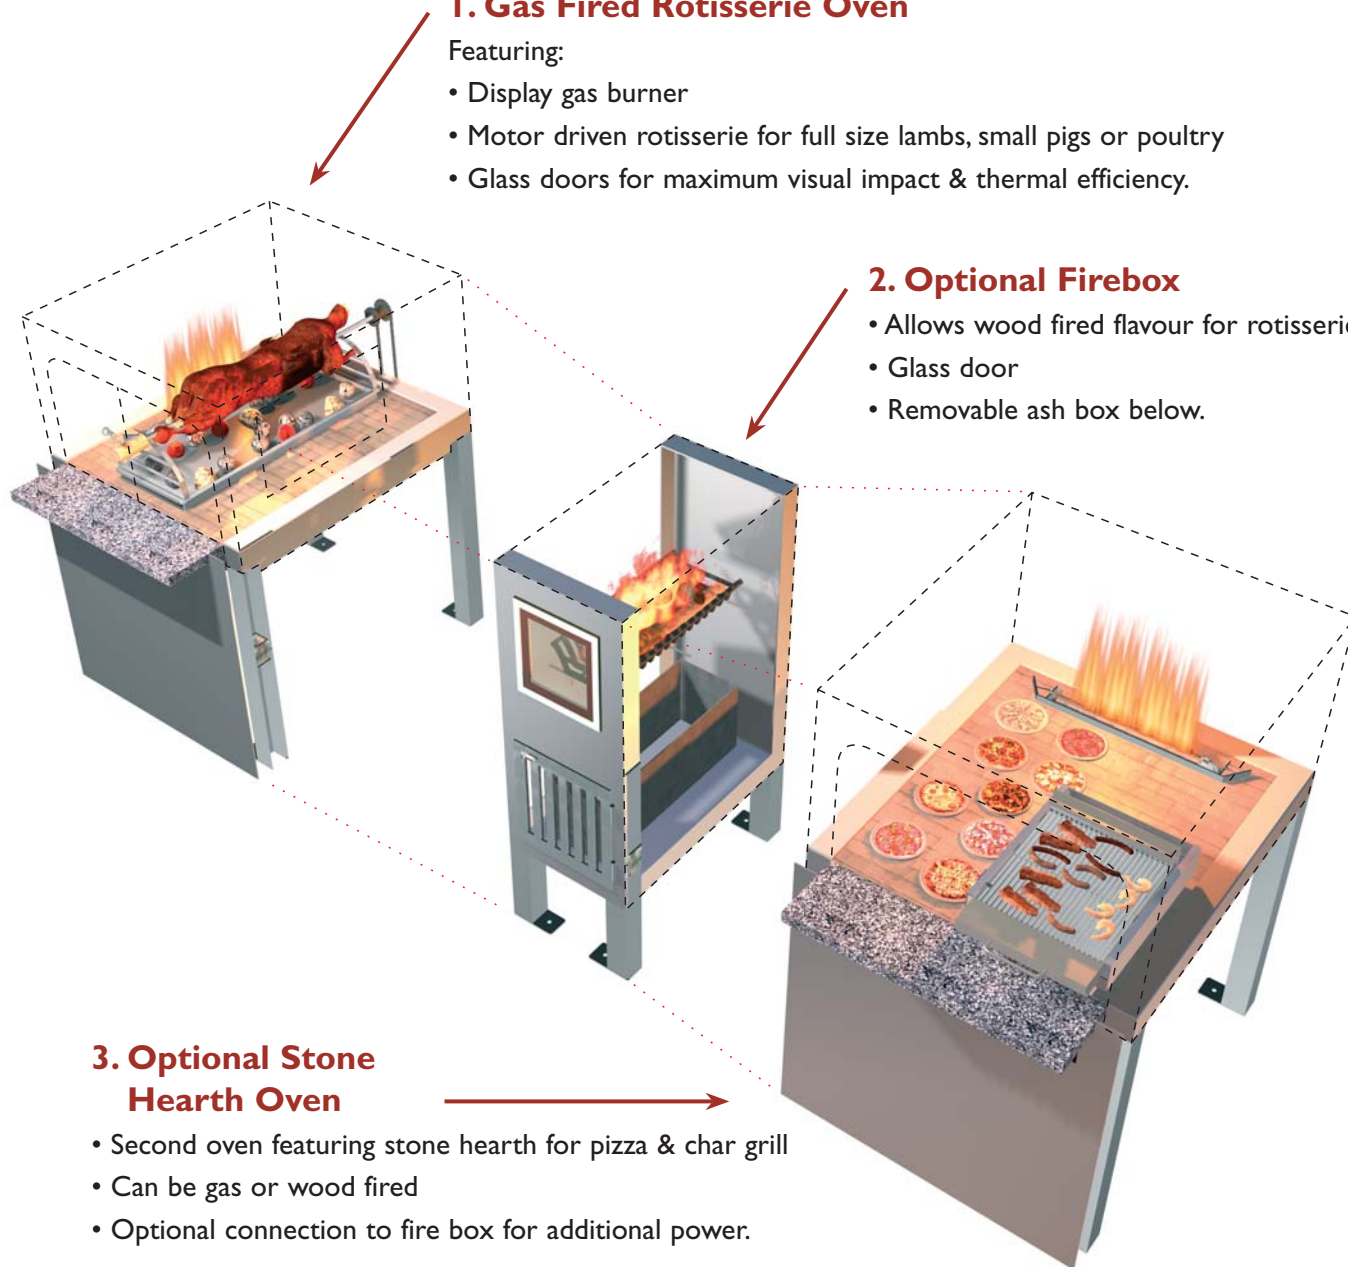 1. Gas Fired Rotisserie Oven
Featuring:
• Display gas burner
• Motor driven rotisserie for full size lambs, small pigs or poultry
• Glass doors for maximum visual impact & thermal efficiency.
2. Optional Firebox
• Allows wood fired flavour for rotisserie
• Glass door
• Removable ash box below.
3. Optional Stone
Hearth Oven
• Second oven featuring stone hearth for pizza & char grill
• Can be gas or wood fired
• Optional connection to fire box for additional power.